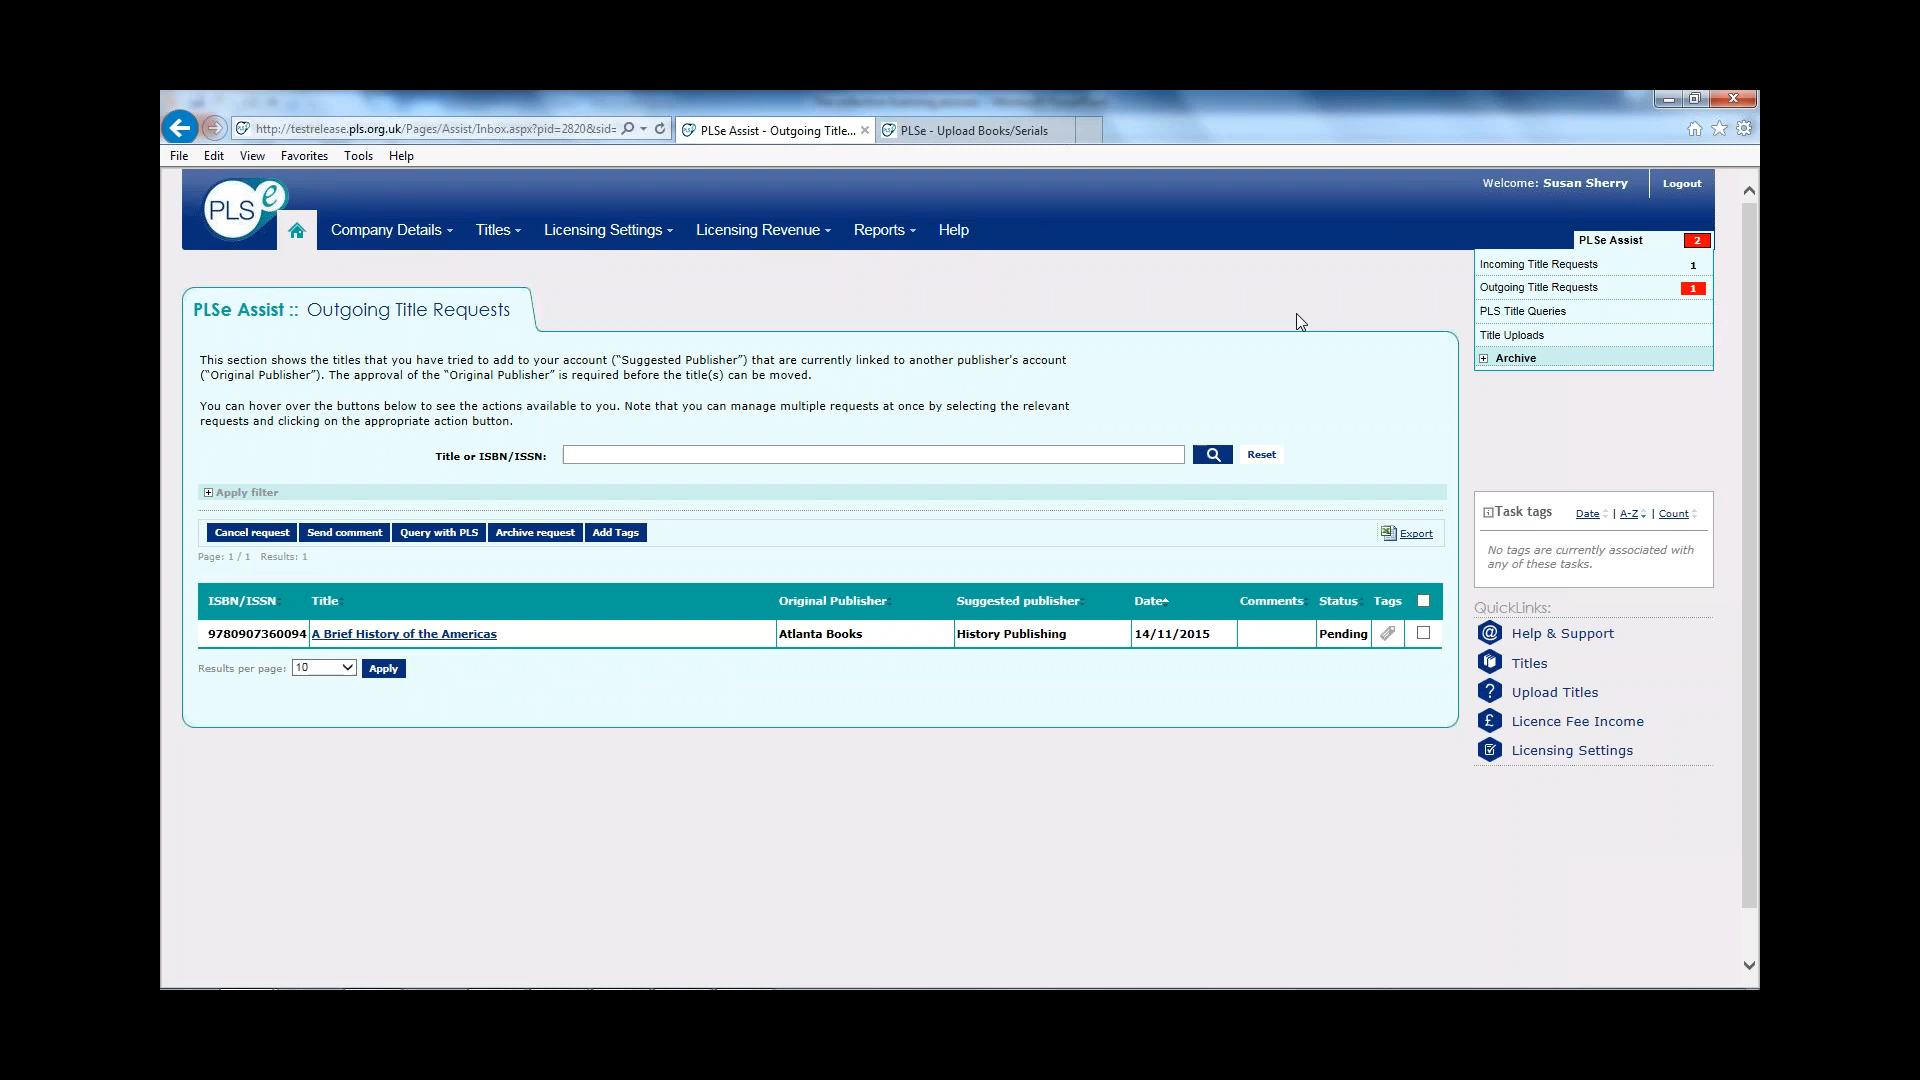 http://testrelease.pls.org.uk/Pages/Assist/Inbox.aspx?pid=2820&sid=
PLSe Assist - Outgoing Title...
PLSe - Upload Books/Serials
File Edit View Favorites Tools Help
Welcome: Susan Sherry
Logout
PLS e
Company Details Titles Licensing Settings Licensing Revenue Reports Help
PLSe Assist 2
Incoming Title Requests 1
Outgoing Title Requests 1
PLS Title Queries
Title Uploads
Archive
PLSe Assist :: Outgoing Title Requests
This section shows the titles that you have tried to add to your account (“Suggested Publisher”) that are currently linked to another publisher's account
(“Original Publisher”). The approval of the “Original Publisher” is required before the title(s) can be moved.
You can hover over the buttons below to see the actions available to you. Note that you can manage multiple requests at once by selecting the relevant
requests and clicking on the appropriate action button.
Title or ISBN/ISSN:
Reset
Apply filter
Cancel request Send comment Query with PLS Archive request Add Tags
Export
Page: 1 / 1 Results: 1
ISBN/ISSN Title Original Publisher Suggested publisher Date Comments Status Tags
9780907360094 A Brief History of the Americas Atlanta Books History Publishing 14/11/2015 Pending
Results per page: 10 Apply
Task tags Date | A-Z | Count
No tags are currently associated with
any of these tasks.
QuickLinks:
@ Help & Support
Titles
? Upload Titles
£ Licence Fee Income
Licensing Settings